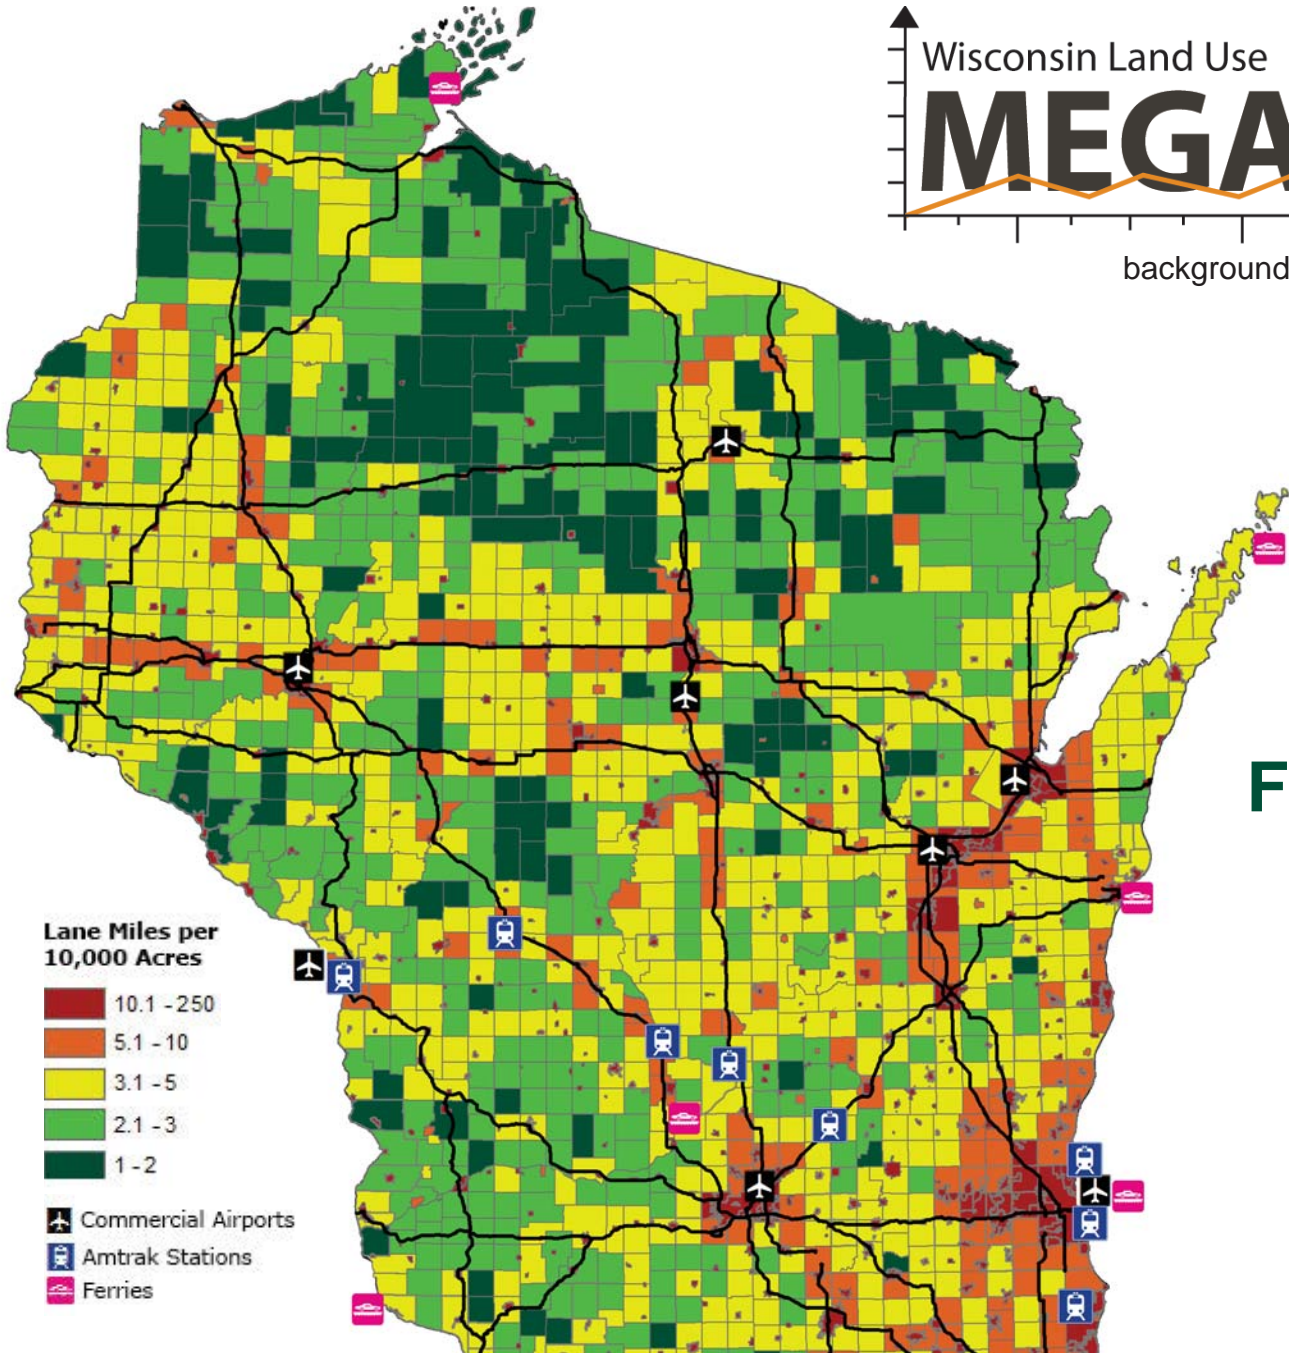 Wisconsin Land Use
MEGA
background
F
Lane Miles per
10,000 Acres
10.1 - 250
5.1 - 10
3.1 - 5
2.1 - 3
1 - 2
Commercial Airports
Amtrak Stations
Ferries